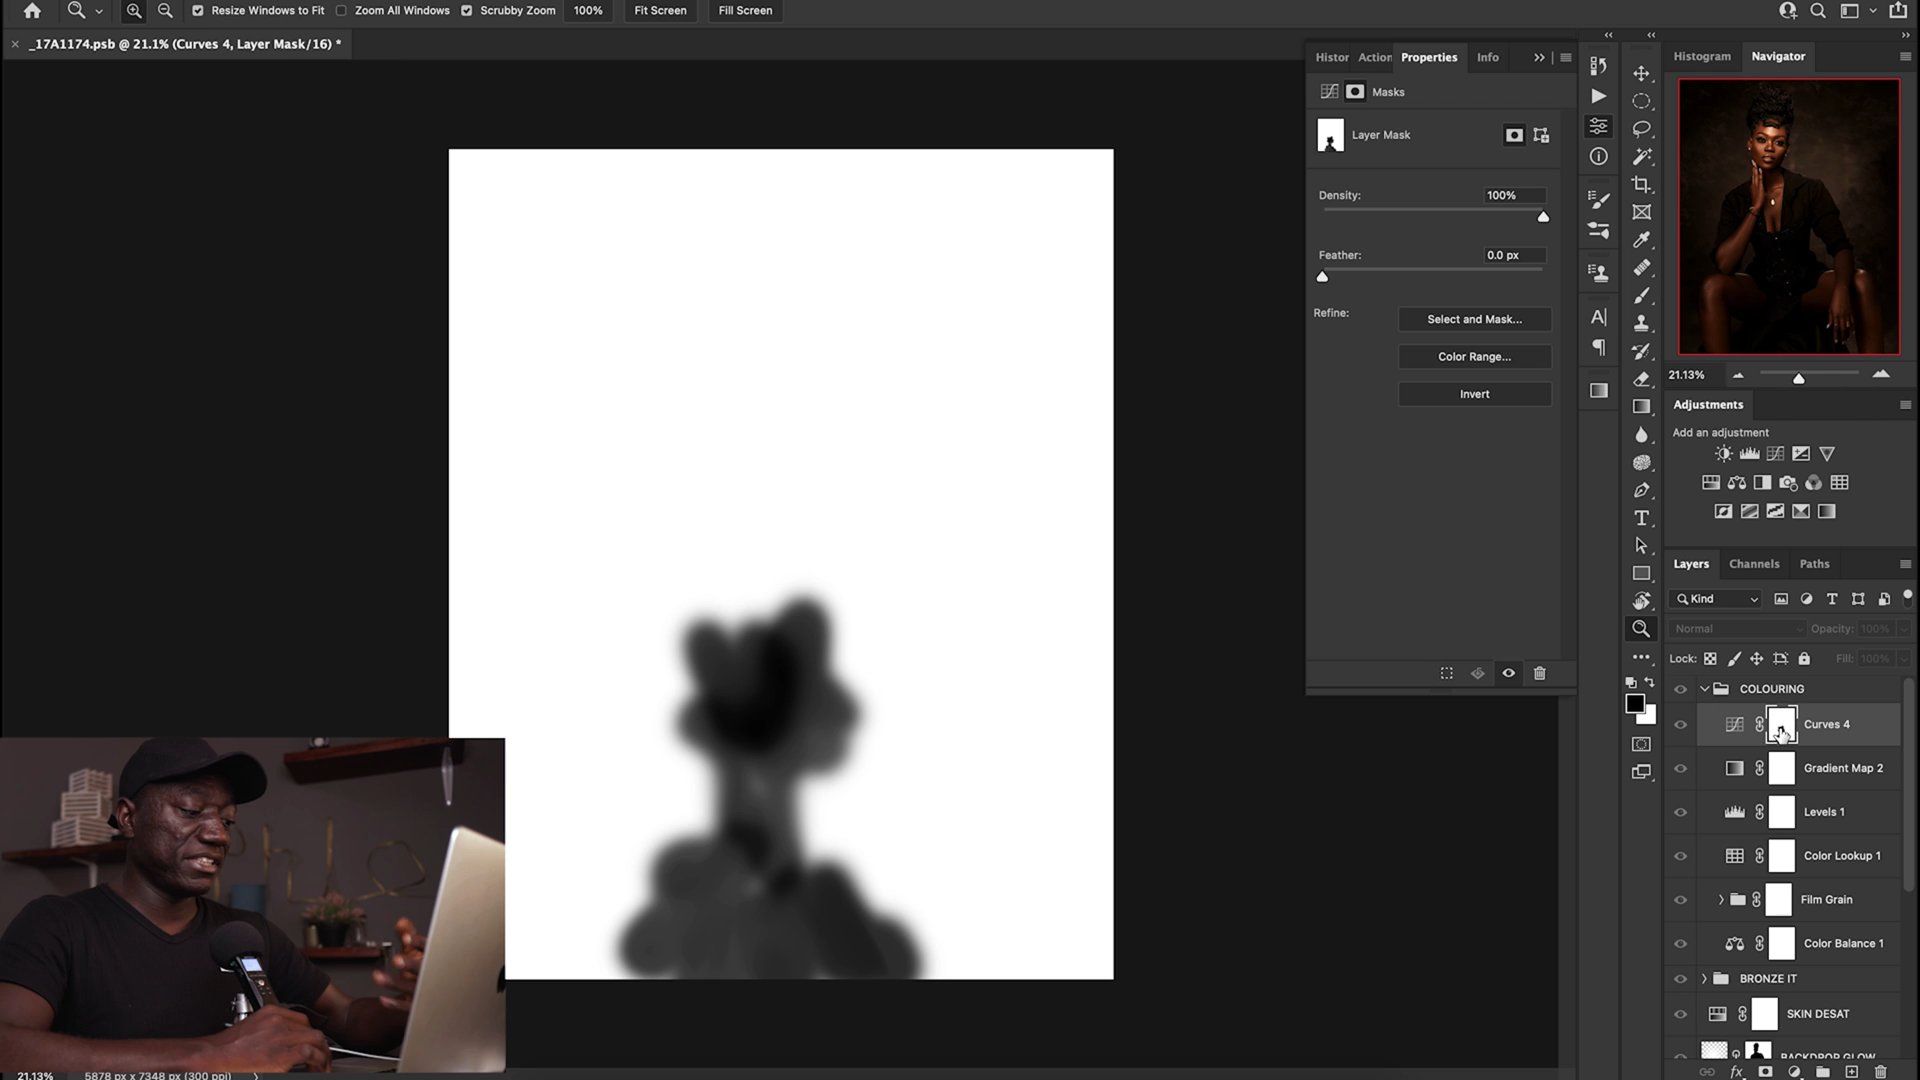 Resize Windows to Fit Zoom All Windows Scrubby Zoom 100% Fit Screen Fill Screen
_17A1174.psb @ 21.1% (Curves 4, Layer Mask/16) *
Histor Action Properties Info
Masks
Layer Mask
Density: 100%
Feather: 0.0 px
Refine: Select and Mask...
Color Range...
Invert
Histogram Navigator
21.13%
Adjustments
Add an adjustment
Layers Channels Paths
Kind
Normal Opacity: 100%
Lock: Fill: 100%
COLOURING
Curves 4
Gradient Map 2
Levels 1
Color Lookup 1
Film Grain
Color Balance 1
BRONZE IT
SKIN DESAT
BACKDROP GLOW
21.13% 5878 px x 7348 px (300 ppi)